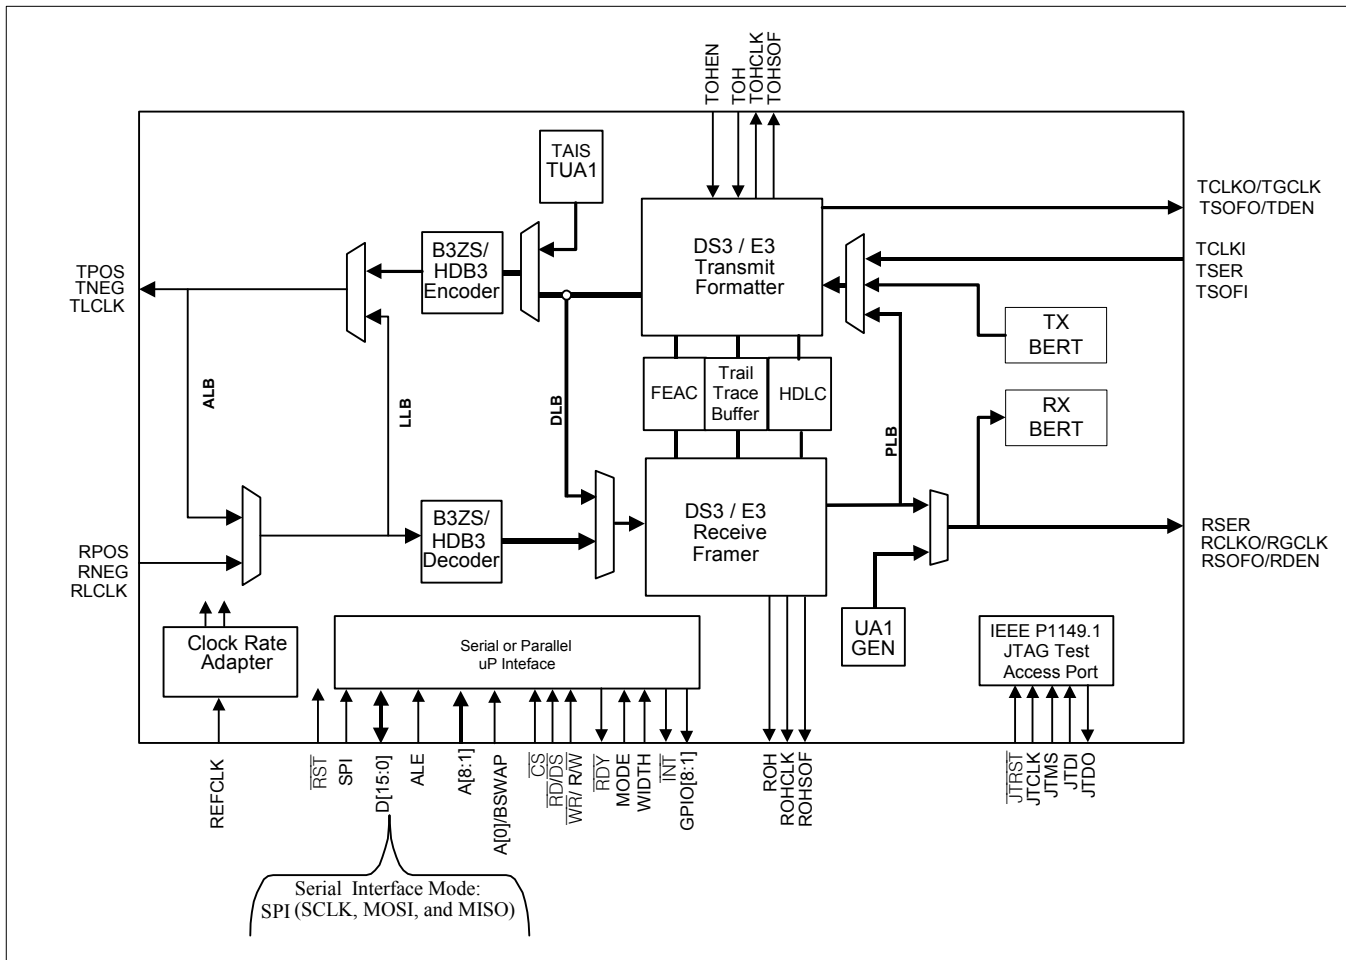 TOHEN
TOH
TOHCLK
TOHSOF
TAIS
TUA1
TCLKO/TGCLK
TSOFO/TDEN
B3ZS/
HDB3
Encoder
DS3 / E3
Transmit
Formatter
TCLKI
TSER
TSOFI
TPOS
TNEG
TLCLK
TX
BERT
ALB
LLB
DLB
FEAC
Trail
Trace
Buffer
HDLC
PLB
RX
BERT
B3ZS/
HDB3
Decoder
DS3 / E3
Receive
Framer
RSER
RCLKO/RGCLK
RSOFO/RDEN
RPOS
RNEG
RLCLK
Clock Rate
Adapter
Serial or Parallel
uP Inteface
UA1
GEN
IEEE P1149.1
JTAG Test
Access Port
REFCLK
RST
SPI
D[15:0]
ALE
A[8:1]
A[0]/BSWAP
CS
RD/DS
WR/ R/W
RDY
MODE
WIDTH
INT
GPIO[8:1]
ROH
ROHCLK
ROHSOF
JTRST
JTCLK
JTMS
JTDI
JTDO
Serial Interface Mode:
SPI (SCLK, MOSI, and MISO)